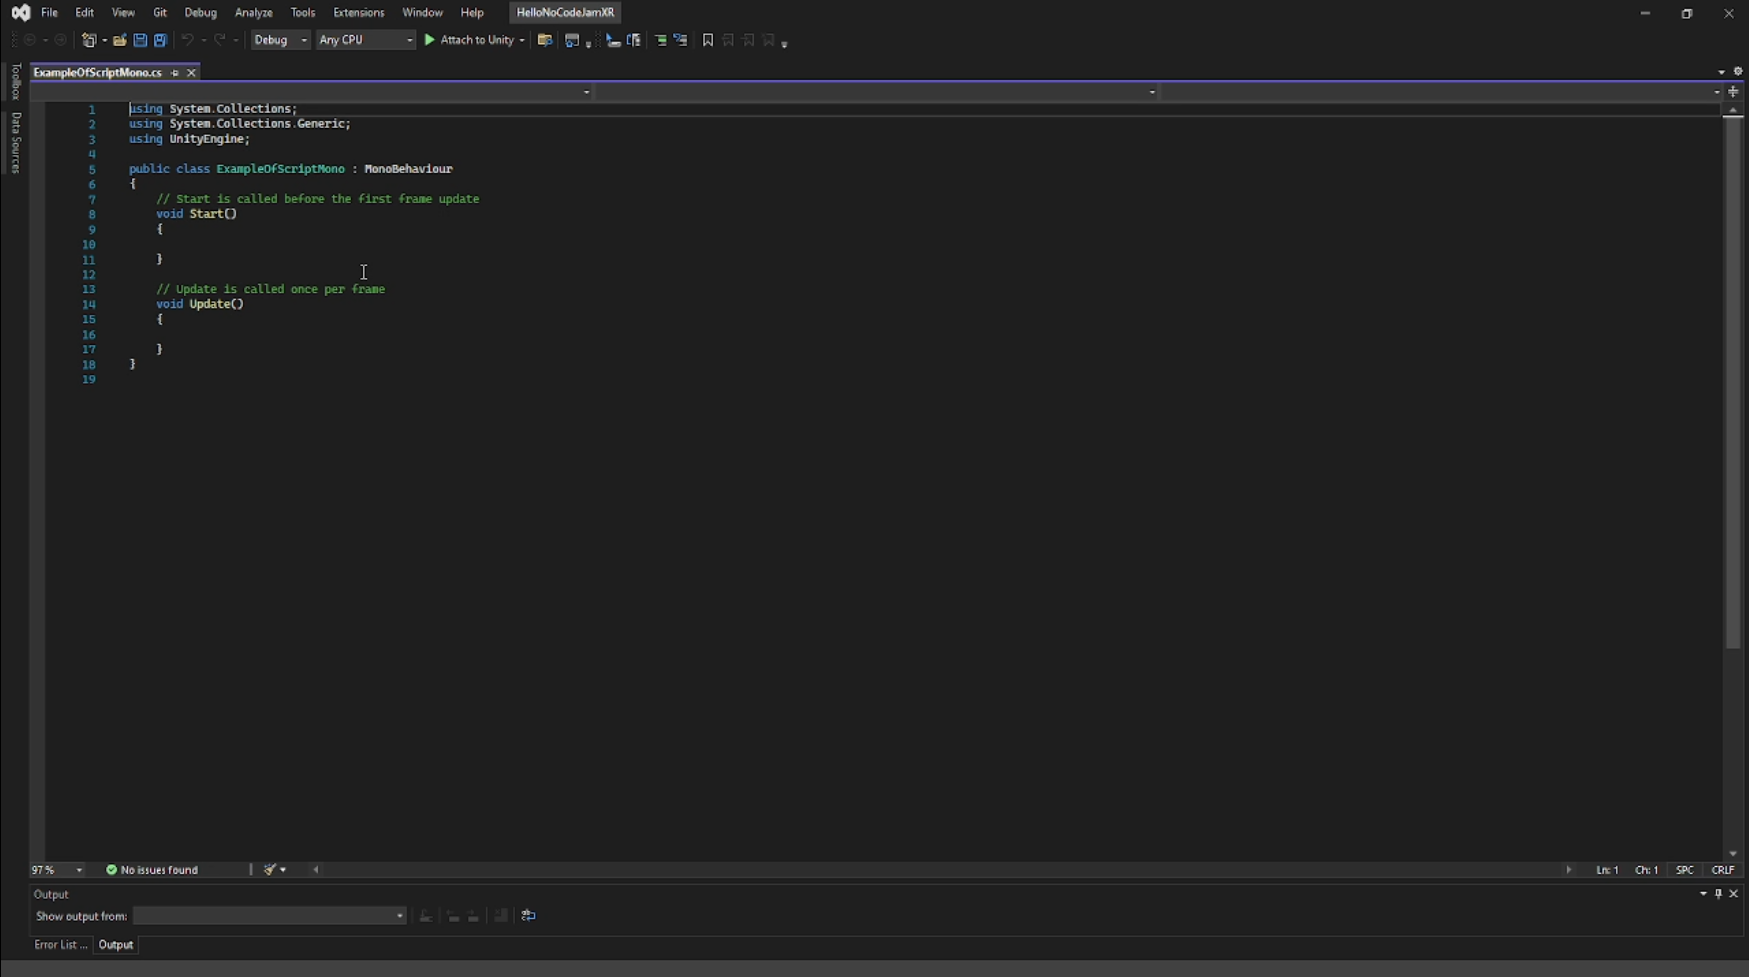 File Edit View Git Debug Analyze Tools Extensions Window Help HelloNoCodeJamXR
Debug Any CPU Attach to Unity
ExampleOfScriptMono.cs
Toolbox
Data Sources
1 using System.Collections;
2 using System.Collections.Generic;
3 using UnityEngine;
4
5 public class ExampleOfScriptMono : MonoBehaviour
6 {
7 // Start is called before the first frame update
8 void Start()
9 {
10
11 }
12
13 // Update is called once per frame
14 void Update()
15 {
16
17 }
18 }
19
97 % No issues found Ln: 1 Ch: 1 SPC CRLF
Output
Show output from:
Error List ... Output